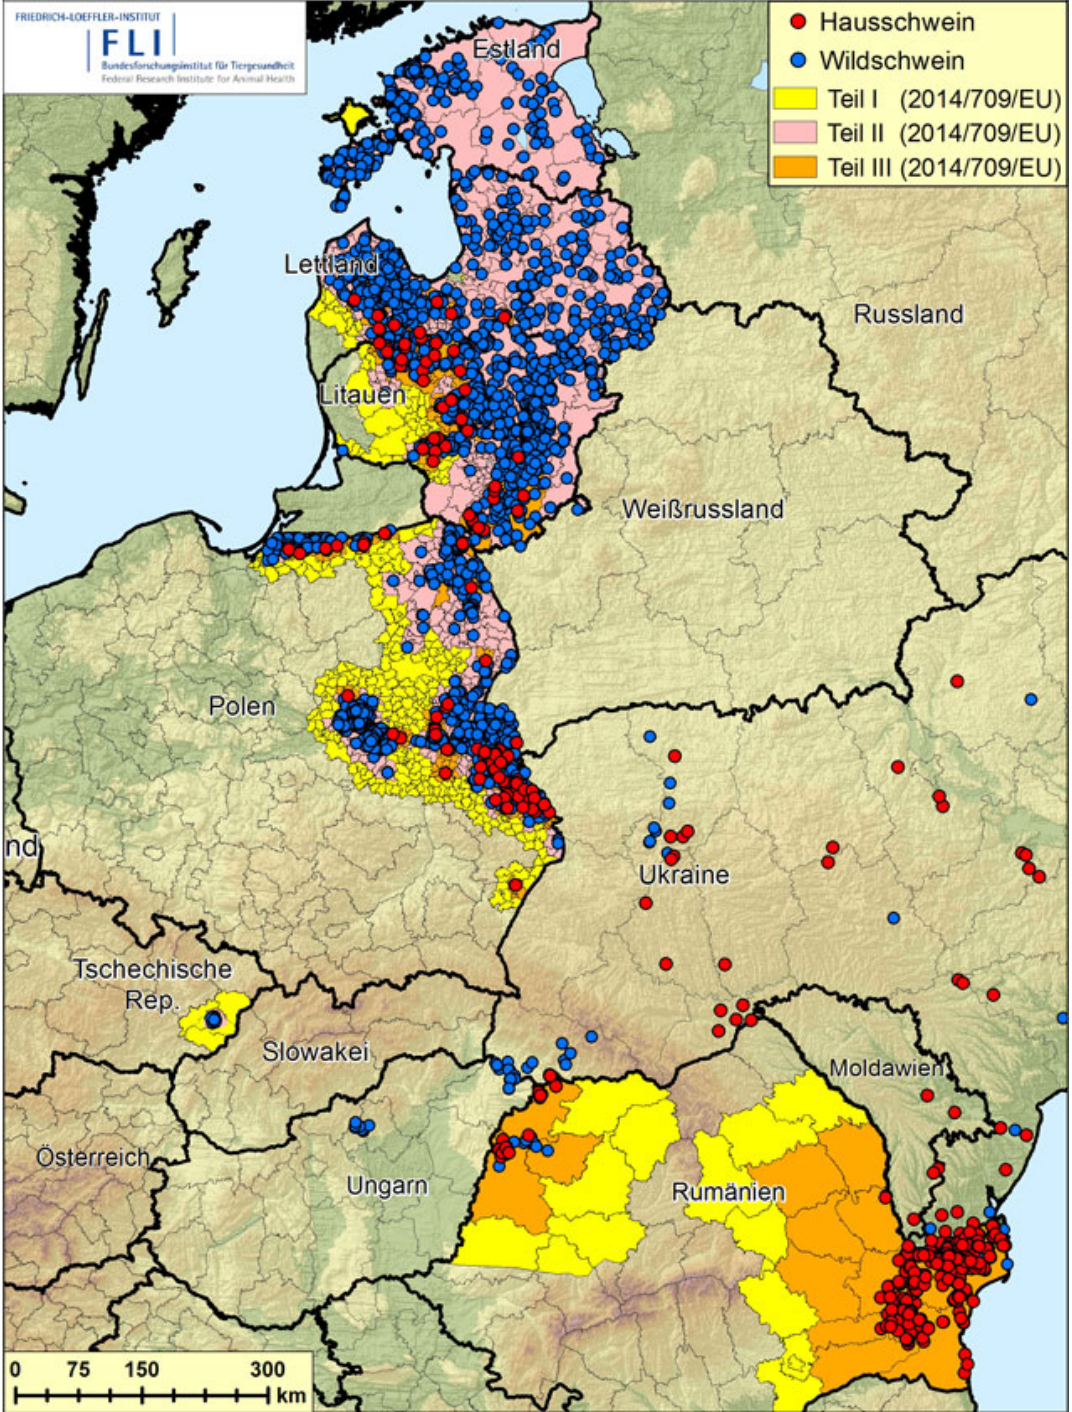 FRIEDRICH-LOEFFLER-INSTITUT
FLI
Bundesforschungsinstitut für Tiergesundheit
Federal Research Institute for Animal Health
Hausschwein
Wildschwein
Teil I (2014/709/EU)
Teil II (2014/709/EU)
Teil III (2014/709/EU)
Estland
Lettland
Russland
Litauen
Weißrussland
Polen
nd
Ukraine
Tschechische
Rep.
Slowakei
Moldawien
Österreich
Ungarn
Rumänien
0 75 150 300
km